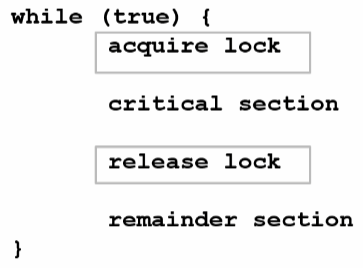 while (true) {
acquire lock
critical section
release lock
remainder section
}